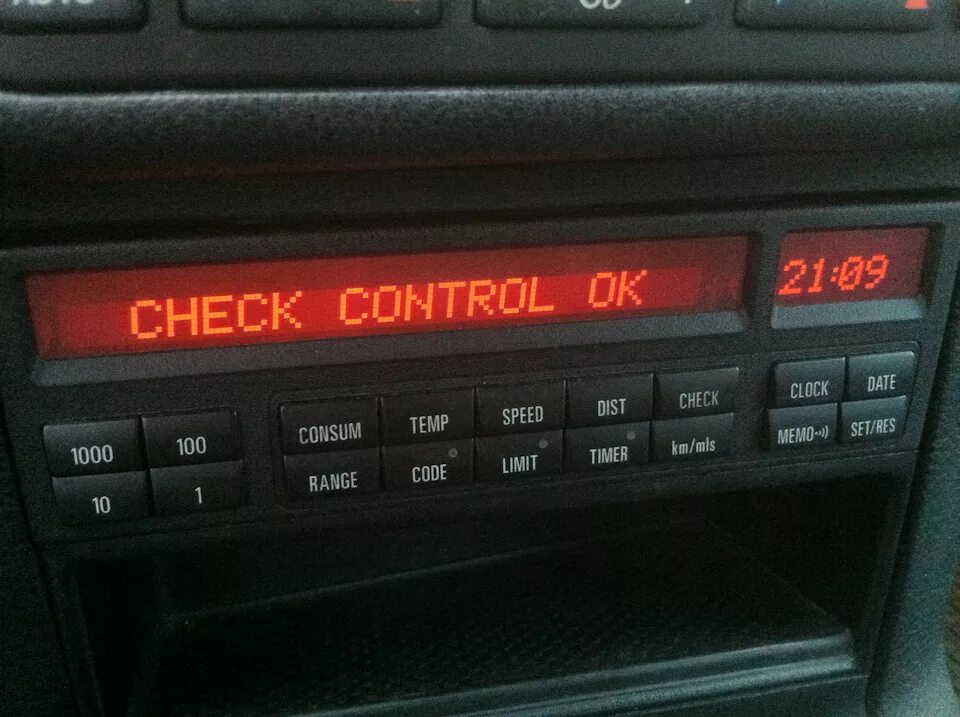 CHECK CONTROL OK
21:09
1000 100
10 1
CONSUM TEMP SPEED DIST CHECK
RANGE CODE LIMIT TIMER km/mls
CLOCK DATE
MEMO SET/RES